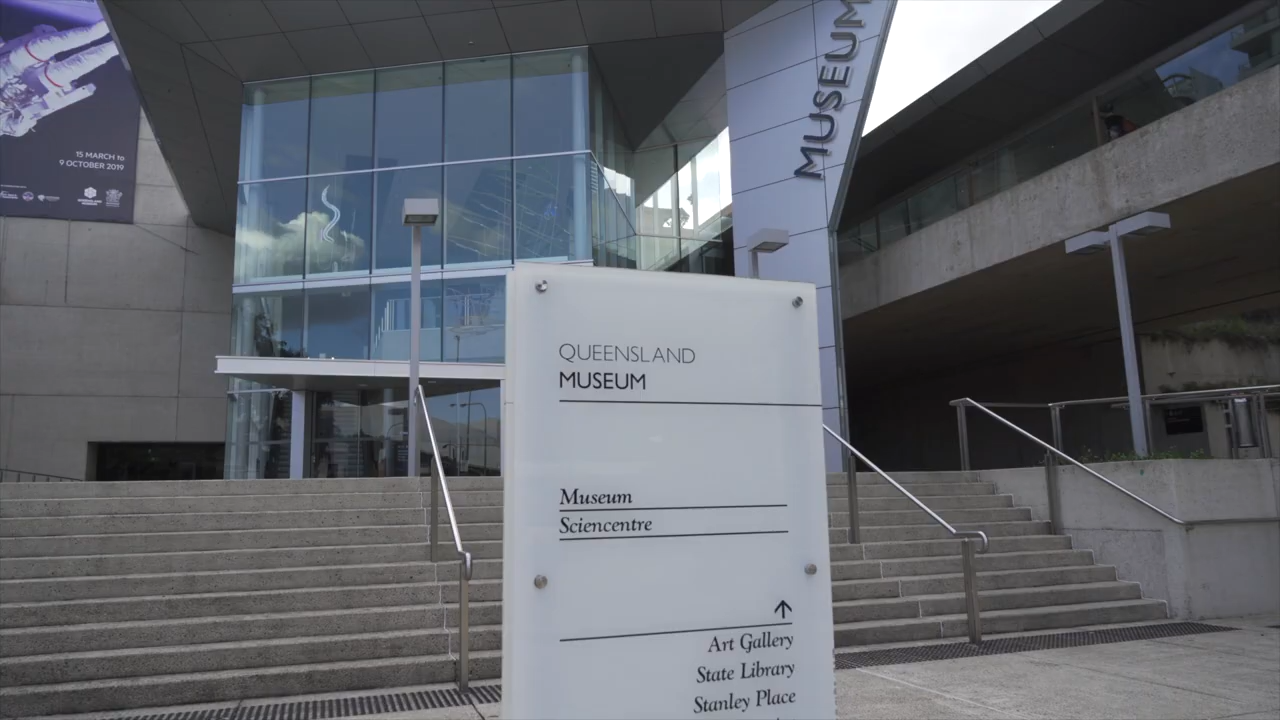 15 MARCH to
9 OCTOBER 2019
MUSEUM
QUEENSLAND
MUSEUM
Museum
Sciencentre
Art Gallery
State Library
Stanley Place